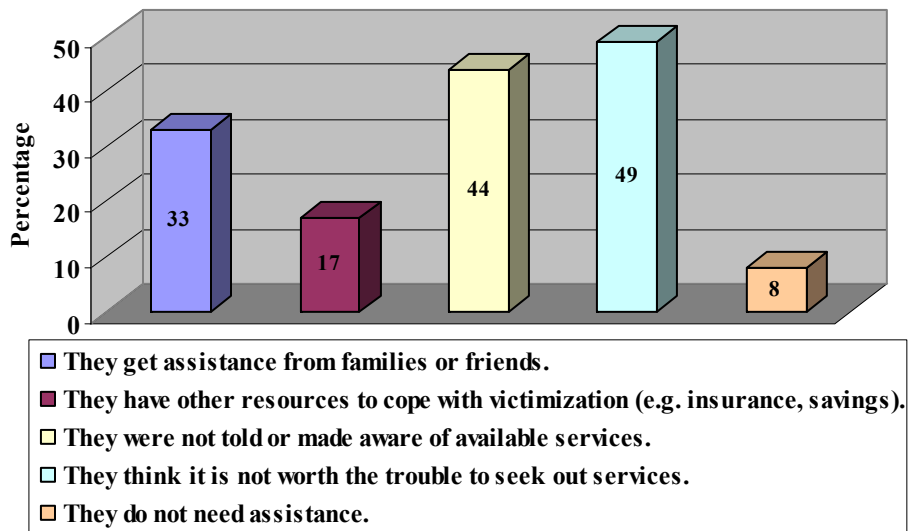 50
40
30
20
10
0
Percentage
33
17
44
49
8
They get assistance from families or friends.
They have other resources to cope with victimization (e.g. insurance, savings).
They were not told or made aware of available services.
They think it is not worth the trouble to seek out services.
They do not need assistance.